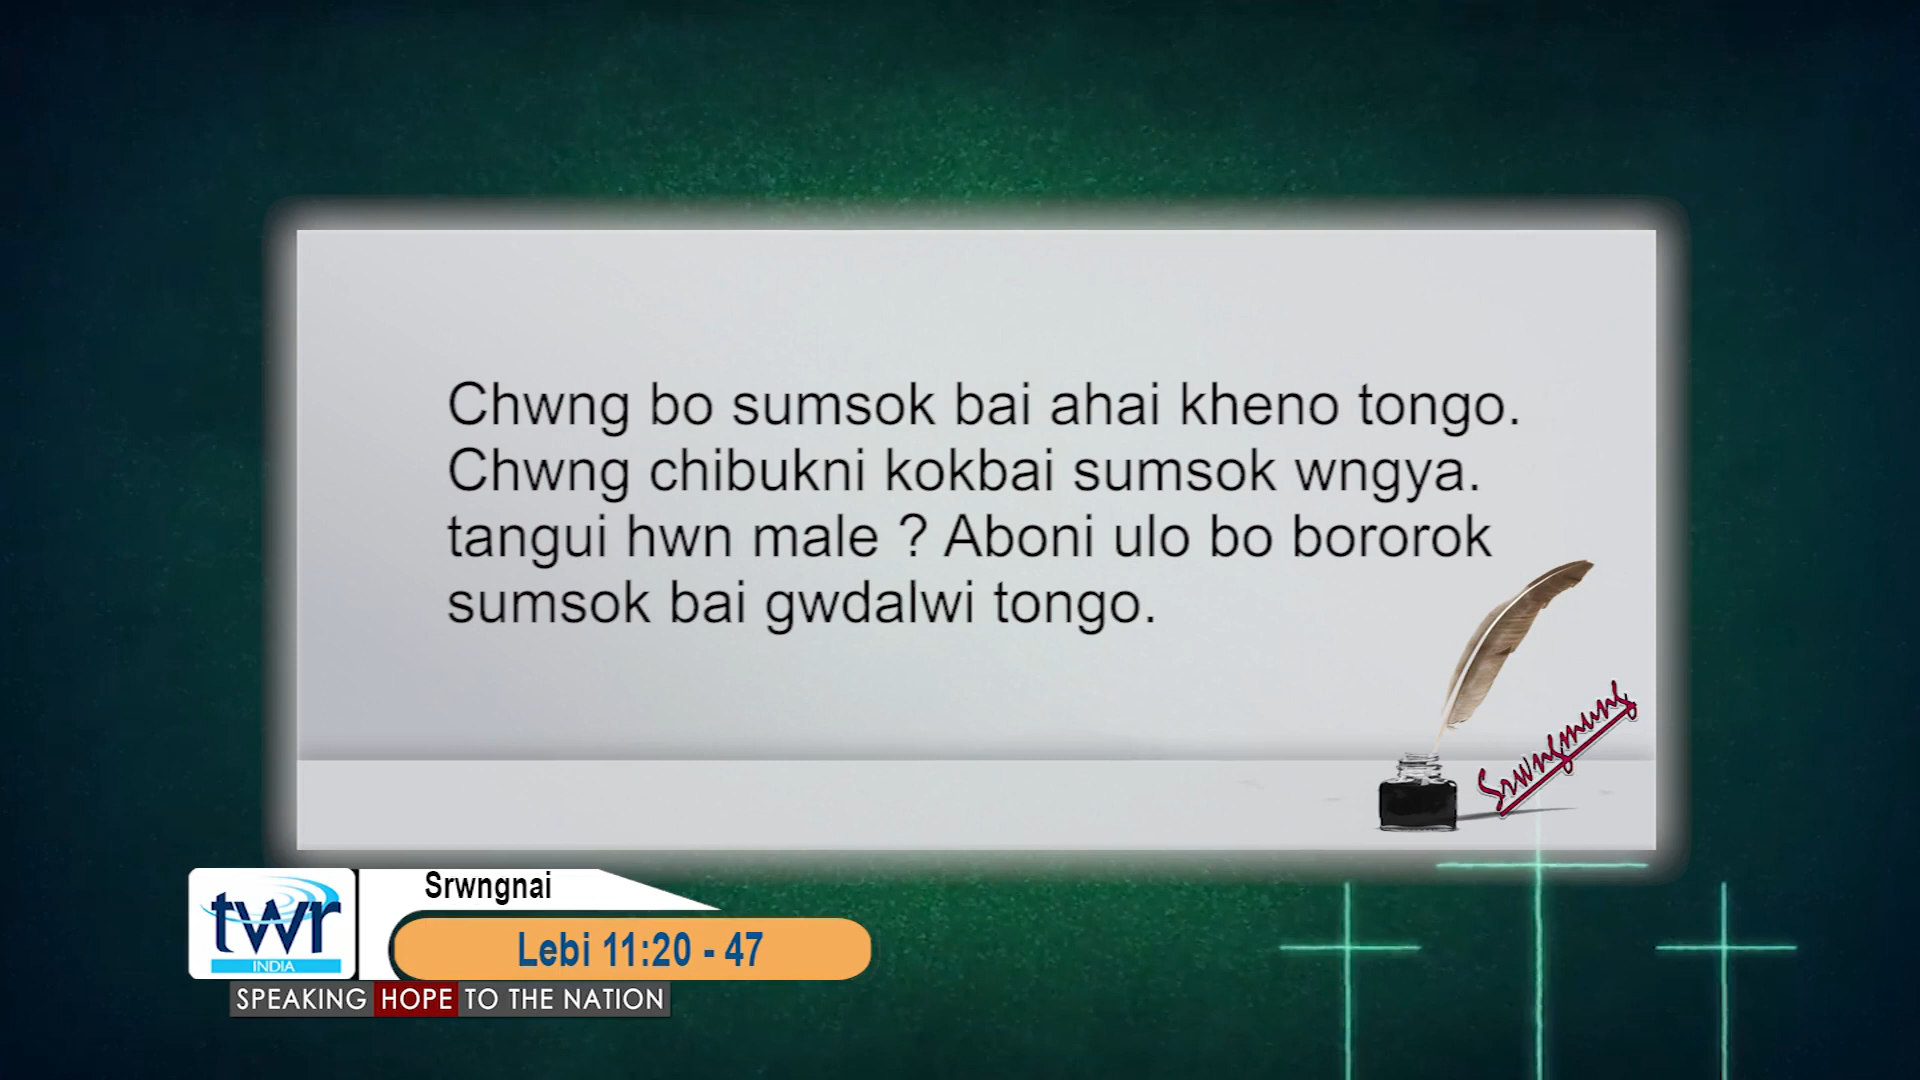 Chwng bo sumsok bai ahai kheno tongo.
Chwng chibukni kokbai sumsok wngya.
tangui hwn male ? Aboni ulo bo bororok
sumsok bai gwdalwi tongo.
Srwngmung
twr
INDIA
Srwngnai
Lebi 11:20 - 47
SPEAKING HOPE TO THE NATION